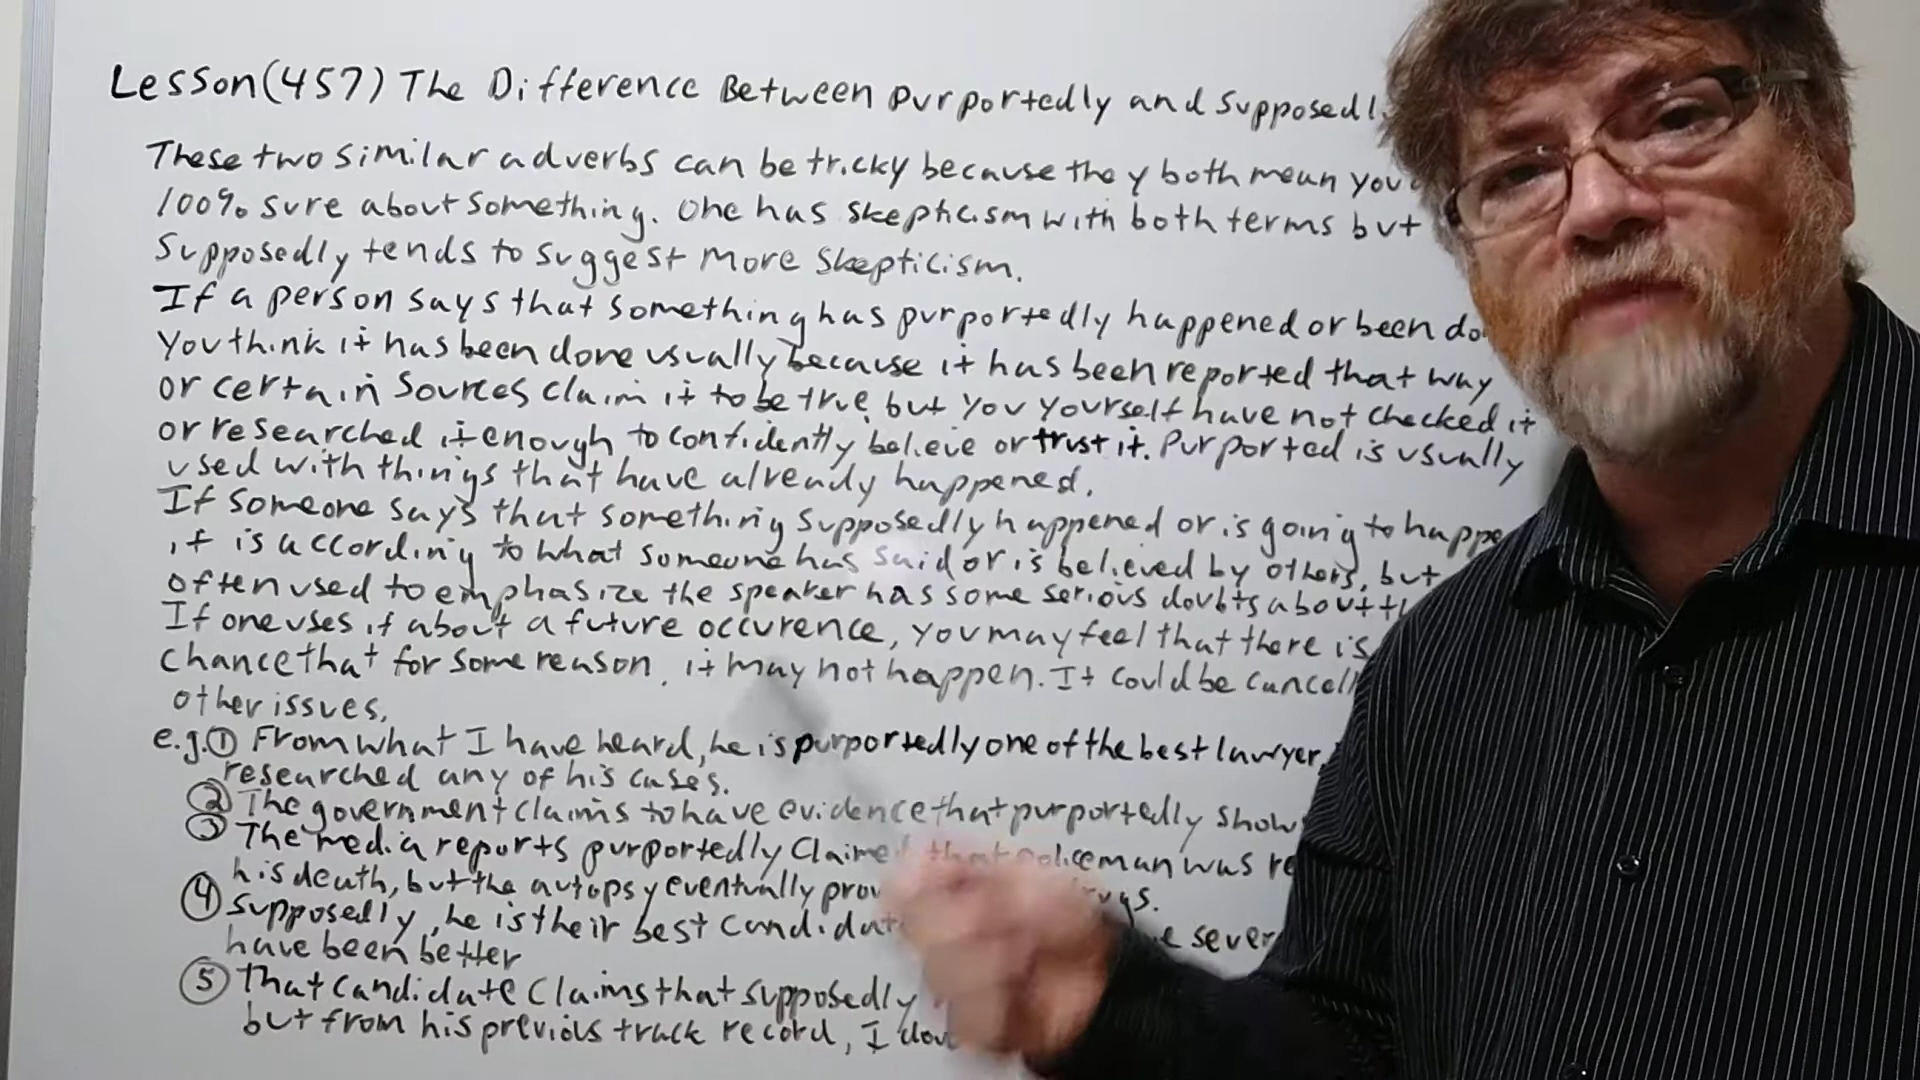 Lesson (457) The Difference Between purportedly and Supposedl
These two similar adverbs can be tricky because they both mean you
100% sure about something. One has skepticism with both terms but
Supposedly tends to suggest more skepticism.
If a person says that something has purportedly happened or been do
You think it has been done usually because it has been reported that way
or certain sources claim it to be true, but you yourself have not checked it
or researched it enough to confidently believe or trust it. Purported is usually
used with things that have already happened.
If someone says that something supposedly happened or is going to happe
it is according to what someone has said or is believed by others, but
often used to emphasize the speaker has some serious doubts about
If one uses it about a future occurence, you may feel that there is
chance that for some reason, it may not happen. It could be cancell
other issues.
e.g. ① From what I have heard, he is purportedly one of the best lawyer
researched any of his cases.
② The government claims to have evidence that purportedly show
③ The media reports purportedly claime that policeman was re
his death, but the autopsy eventually prov
④ Supposedly, he is their best candidat
have been better
⑤ That candidate claims that supposedly
but from his previous track record, I dou